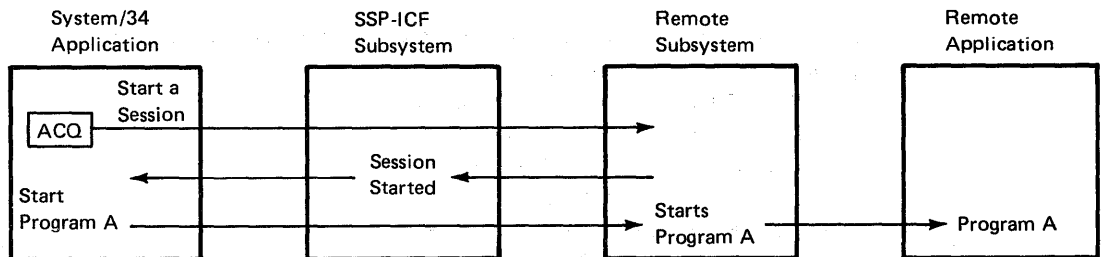 System/34
Application
SSP-ICF
Subsystem
Remote
Subsystem
Remote
Application
Start a
Session
ACQ
Session
Started
Start
Program A
Starts
Program A
Program A